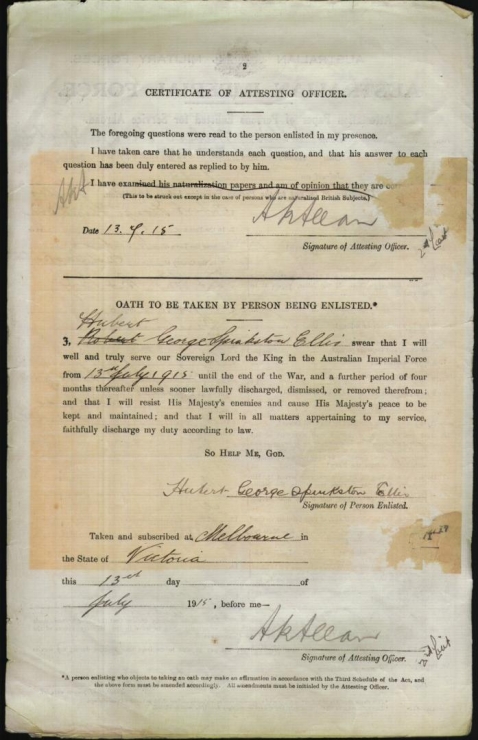 2
CERTIFICATE OF ATTESTING OFFICER.
The foregoing questions were read to the person enlisted in my presence.
I have taken care that he understands each question, and that his answer to each
question has been duly entered as replied to by him.
I have examined his naturalization papers and am of opinion that they are
(This to be struck out except in the case of persons who are naturalized British Subjects.)
Date 13.7.15
Signature of Attesting Officer.
OATH TO BE TAKEN BY PERSON BEING ENLISTED.*
Hubert
3. Robert George Spinkston Ellis swear that I will
well and truly serve our Sovereign Lord the King in the Australian Imperial Force
from 13th July 1915 until the end of the War, and a further period of four
months thereafter unless sooner lawfully discharged, dismissed, or removed therefrom;
and that I will resist His Majesty's enemies and cause His Majesty's peace to be
kept and maintained; and that I will in all matters appertaining to my service,
faithfully discharge my duty according to law.
SO HELP ME, GOD.
Hubert George Spinkston Ellis
Signature of Person Enlisted.
Taken and subscribed at Melbourne in
the State of Victoria
this 13th day of
July 1915, before me—
Signature of Attesting Officer.
*A person enlisting who objects to taking an oath may make an affirmation in accordance with the Third Schedule of the Act, and
the above form must be amended accordingly. All amendments must be initialed by the Attesting Officer.